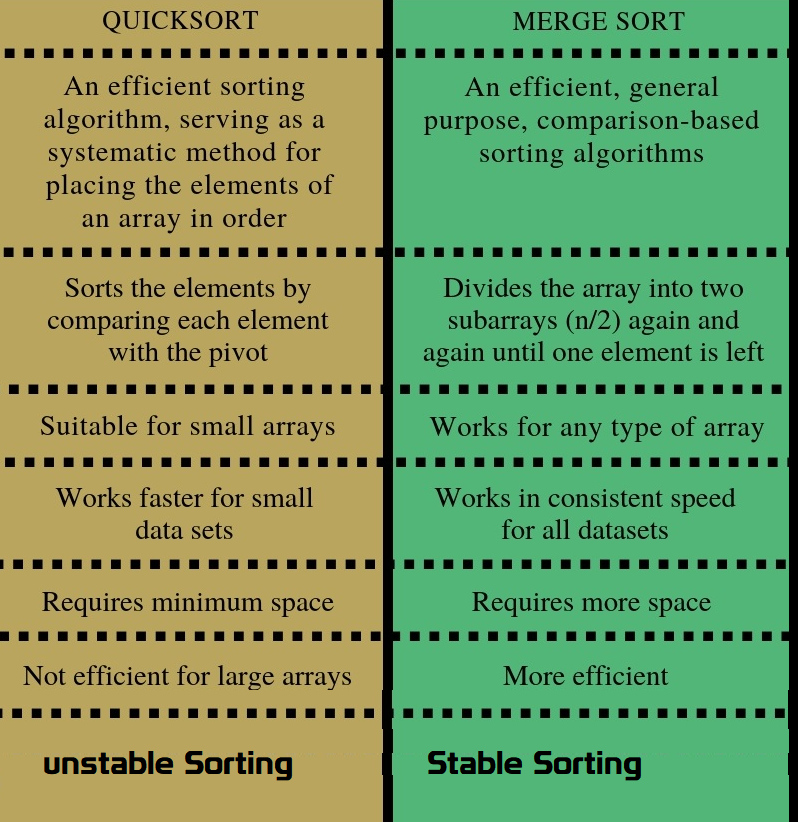 QUICKSORT
MERGE SORT
An efficient sorting
algorithm, serving as a
systematic method for
placing the elements of
an array in order
An efficient, general
purpose, comparison-based
sorting algorithms
Sorts the elements by
comparing each element
with the pivot
Divides the array into two
subarrays (n/2) again and
again until one element is left
Suitable for small arrays
Works for any type of array
Works faster for small
data sets
Works in consistent speed
for all datasets
Requires minimum space
Requires more space
Not efficient for large arrays
More efficient
unstable Sorting
Stable Sorting